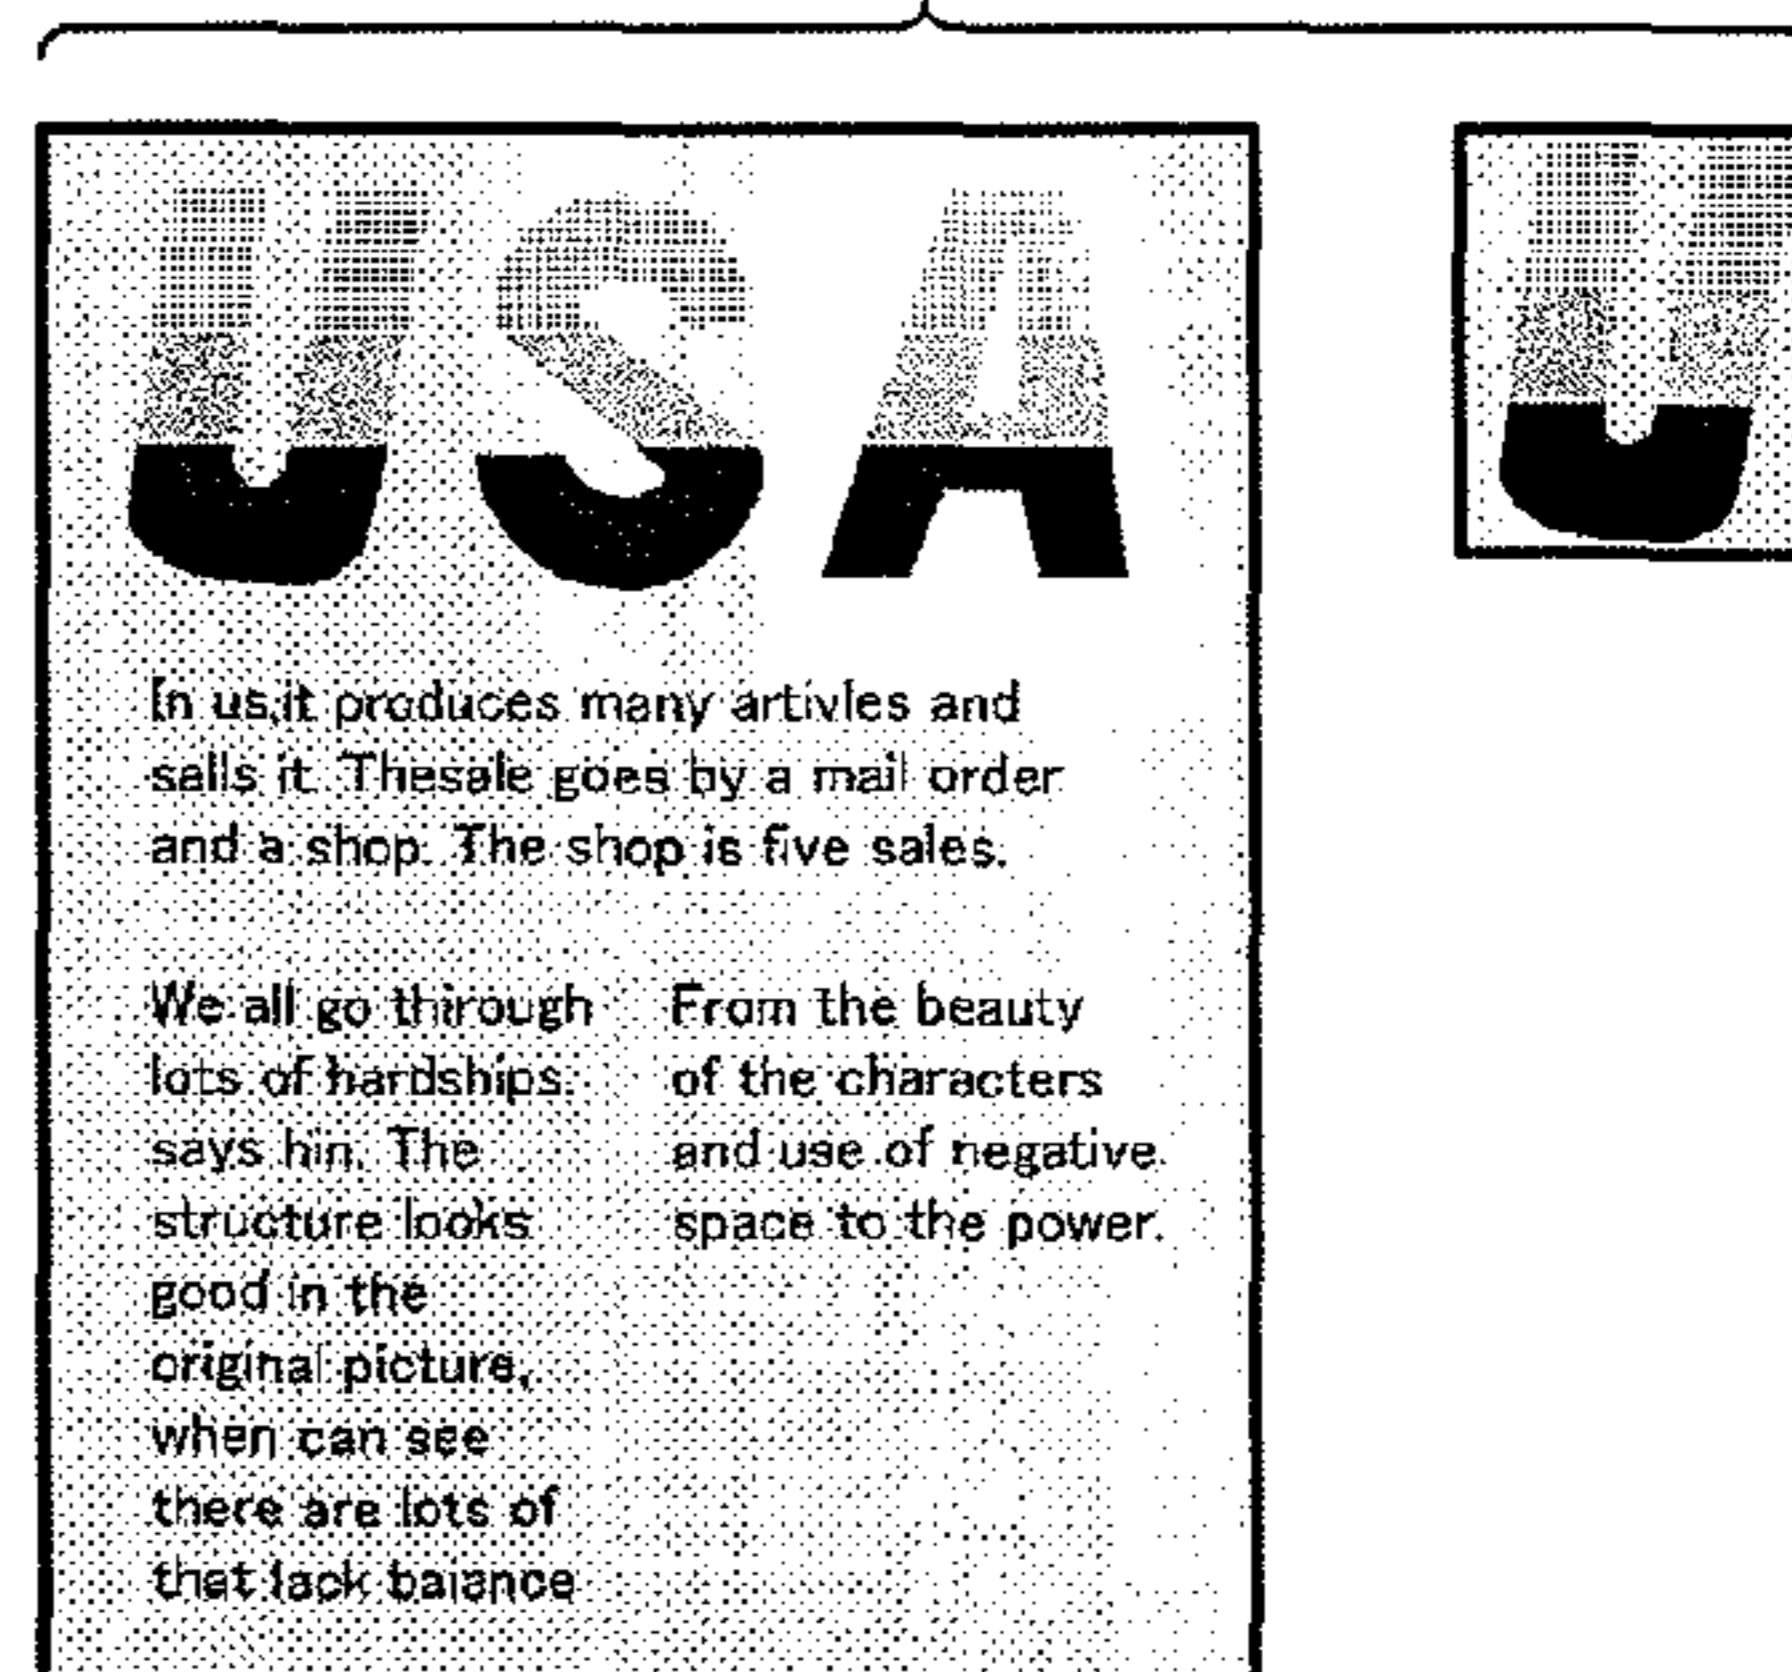 USA
In us,it produces many artivles and
salls it. Thesale goes by a mail order
and a shop. The shop is five sales.
We all go thirough
lots of hardships.
says hin. The
structure looks
good in the
original picture,
when can see
there are lots of
that lack balance
From the beauty
of the characters
and use of negative
space to the power.
U